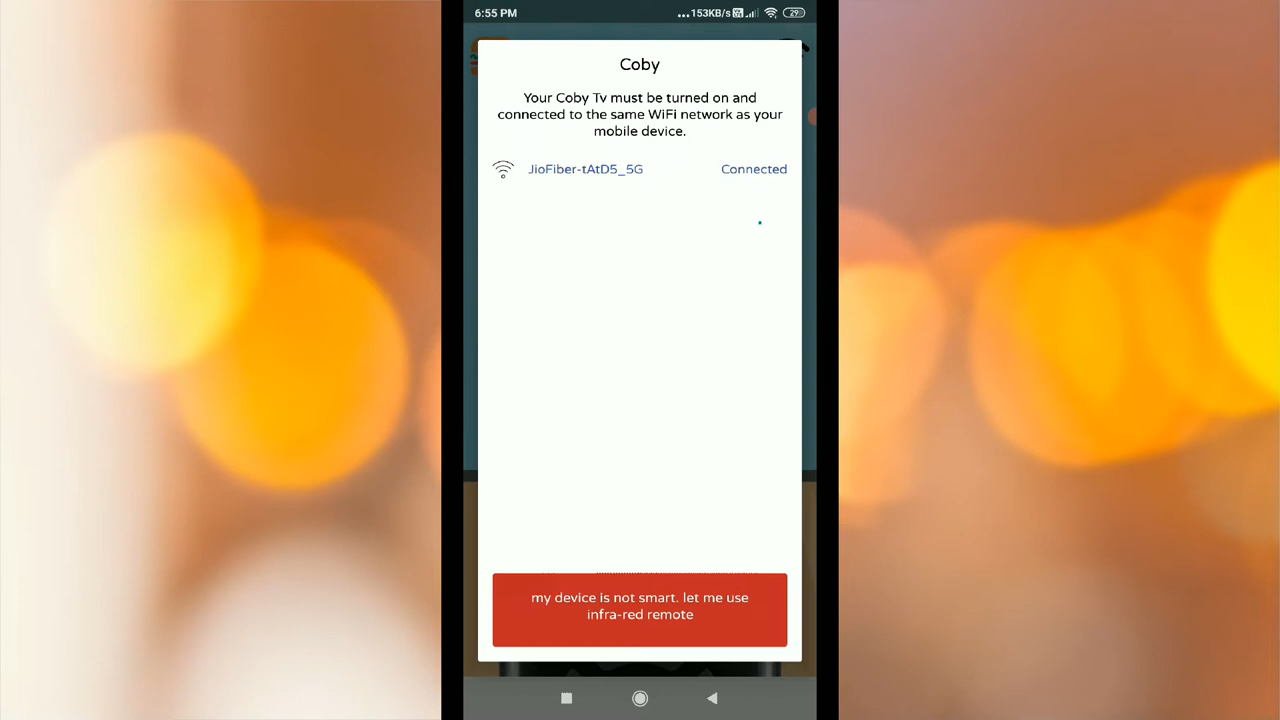 6:55 PM
...153KB/s
29
Coby
Your Coby Tv must be turned on and
connected to the same WiFi network as your
mobile device.
JioFiber-tAtD5_5G Connected
my device is not smart. let me use
infra-red remote